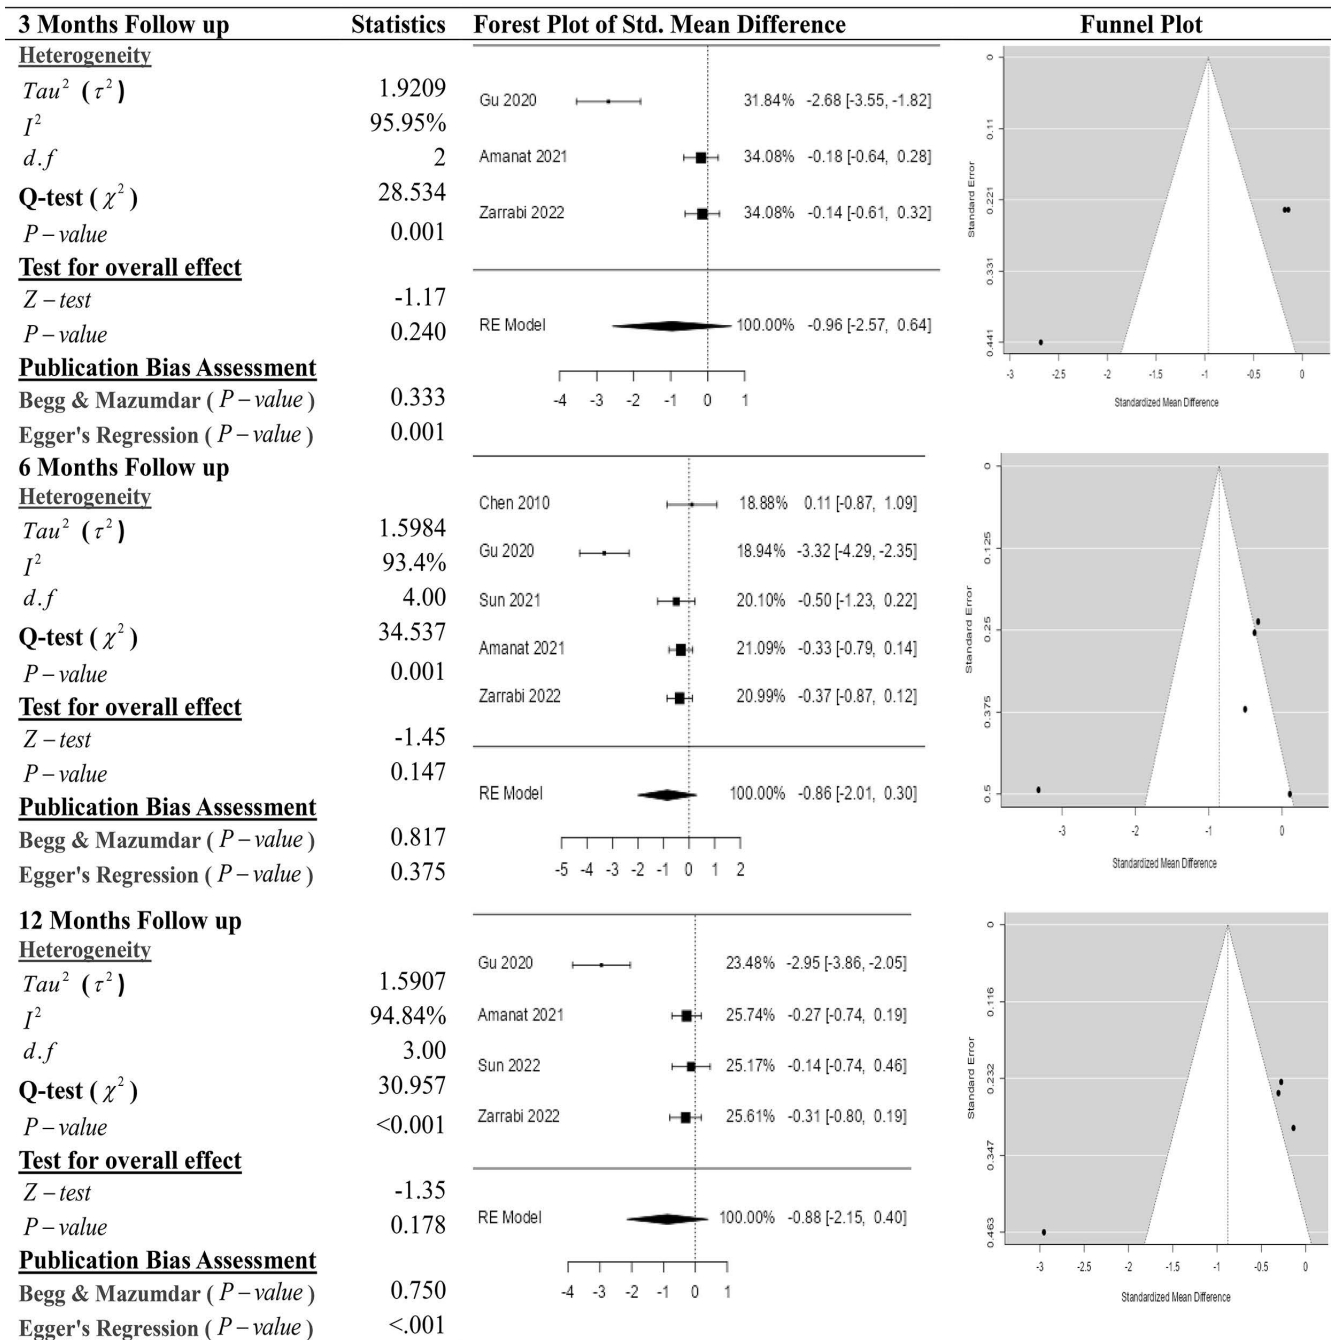 3 Months Follow up Statistics Forest Plot of Std. Mean Difference Funnel Plot
Heterogeneity
Tau² (τ²) 1.9209
I² 95.95%
d.f 2
Q-test (χ²) 28.534
P−value 0.001
Test for overall effect
Z−test -1.17
P−value 0.240
Publication Bias Assessment
Begg & Mazumdar (P−value) 0.333
Egger's Regression (P−value) 0.001
Gu 2020 31.84% -2.68 [-3.55, -1.82]
Amanat 2021 34.08% -0.18 [-0.64, 0.28]
Zarrabi 2022 34.08% -0.14 [-0.61, 0.32]
RE Model 100.00% -0.96 [-2.57, 0.64]
-4 -3 -2 -1 0 1
Standard Error
0
0.11
0.221
0.331
0.441
-3 -2.5 -2 -1.5 -1 -0.5 0
Standardized Mean Difference
6 Months Follow up
Heterogeneity
Tau² (τ²) 1.5984
I² 93.4%
d.f 4.00
Q-test (χ²) 34.537
P−value 0.001
Test for overall effect
Z−test -1.45
P−value 0.147
Publication Bias Assessment
Begg & Mazumdar (P−value) 0.817
Egger's Regression (P−value) 0.375
Chen 2010 18.88% 0.11 [-0.87, 1.09]
Gu 2020 18.94% -3.32 [-4.29, -2.35]
Sun 2021 20.10% -0.50 [-1.23, 0.22]
Amanat 2021 21.09% -0.33 [-0.79, 0.14]
Zarrabi 2022 20.99% -0.37 [-0.87, 0.12]
RE Model 100.00% -0.86 [-2.01, 0.30]
-5 -4 -3 -2 -1 0 1 2
Standard Error
0
0.125
0.25
0.375
0.5
-3 -2 -1 0
Standardized Mean Difference
12 Months Follow up
Heterogeneity
Tau² (τ²) 1.5907
I² 94.84%
d.f 3.00
Q-test (χ²) 30.957
P−value <0.001
Test for overall effect
Z−test -1.35
P−value 0.178
Publication Bias Assessment
Begg & Mazumdar (P−value) 0.750
Egger's Regression (P−value) <.001
Gu 2020 23.48% -2.95 [-3.86, -2.05]
Amanat 2021 25.74% -0.27 [-0.74, 0.19]
Sun 2022 25.17% -0.14 [-0.74, 0.46]
Zarrabi 2022 25.61% -0.31 [-0.80, 0.19]
RE Model 100.00% -0.88 [-2.15, 0.40]
-4 -3 -2 -1 0 1
Standard Error
0
0.116
0.232
0.347
0.463
-3 -2.5 -2 -1.5 -1 -0.5 0
Standardized Mean Difference